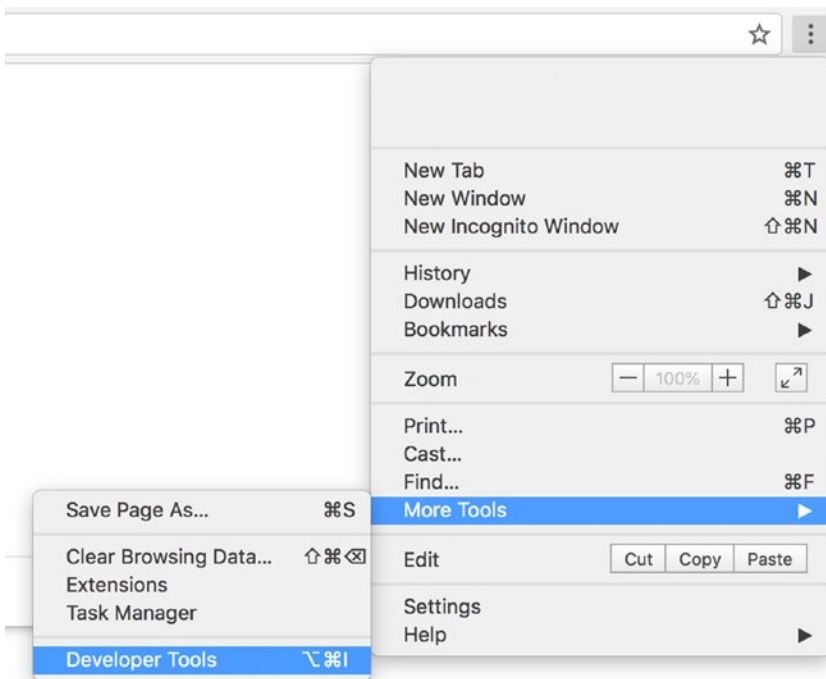 New Tab ⌘T
New Window ⌘N
New Incognito Window ⇧⌘N
History ▶
Downloads ⇧⌘J
Bookmarks ▶
Zoom — 100% +
Print... ⌘P
Cast...
Find... ⌘F
More Tools ▶
Edit Cut Copy Paste
Settings
Help ▶
Save Page As... ⌘S
Clear Browsing Data... ⇧⌘⌫
Extensions
Task Manager
Developer Tools ⌥⌘I